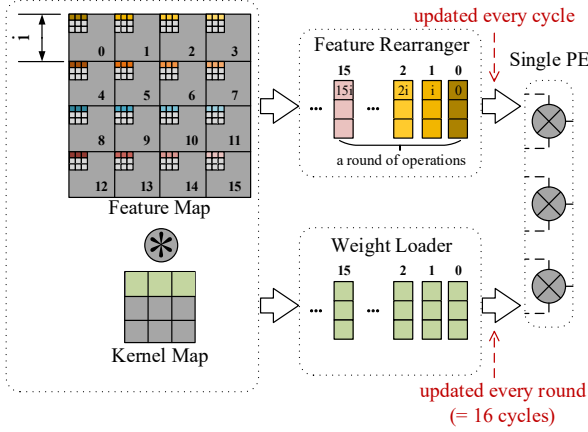 updated every cycle
i
0 1 2 3
4 5 6 7
8 9 10 11
12 13 14 15
Feature Map
Kernel Map
Feature Rearranger
15 2 1 0
... 15i ... 2i i 0
a round of operations
Single PE
Weight Loader
15 2 1 0
... ...
updated every round
(= 16 cycles)